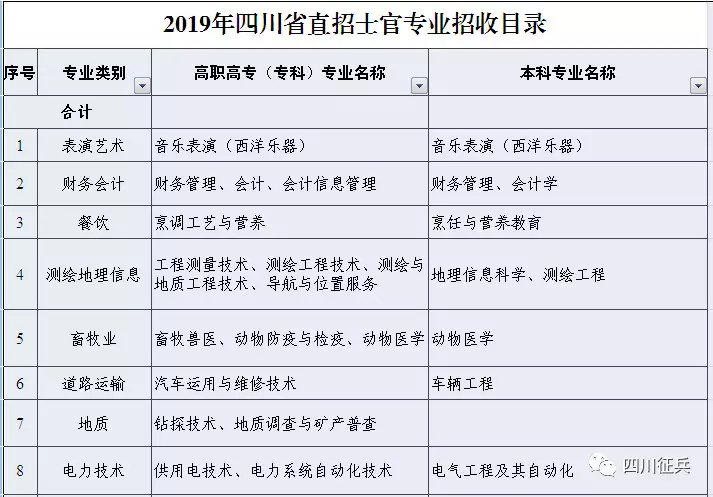 2019年四川省直招士官专业招收目录
序号 专业类别 高职高专（专科）专业名称 本科专业名称
合计
1 表演艺术 音乐表演（西洋乐器） 音乐表演（西洋乐器）
2 财务会计 财务管理、会计、会计信息管理 财务管理、会计学
3 餐饮 烹调工艺与营养 烹任与营养教育
4 测绘地理信息 工程测量技术、测绘工程技术、测绘与
地质工程技术、导航与位置服务 地理信息科学、测绘工程
5 畜牧业 畜牧兽医、动物防疫与检疫、动物医学 动物医学
6 道路运输 汽车运用与维修技术 车辆工程
7 地质 钻探技术、地质调查与矿产普查
8 电力技术 供用电技术、电力系统自动化技术 电气工程及其自动化
四川征兵